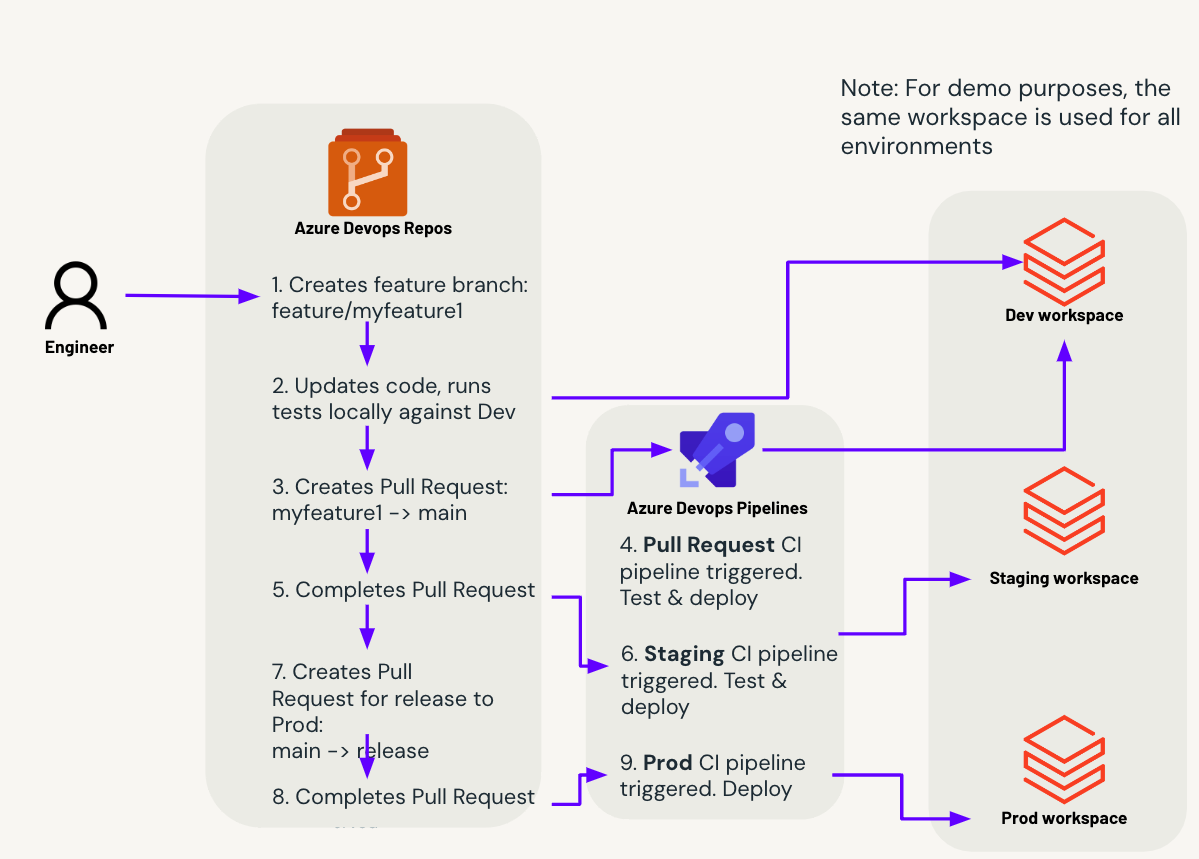 Note: For demo purposes, the
same workspace is used for all
environments
Azure Devops Repos
1. Creates feature branch:
feature/myfeature1
Engineer
2. Updates code, runs
tests locally against Dev
3. Creates Pull Request:
myfeature1 -> main
5. Completes Pull Request
7. Creates Pull
Request for release to
Prod:
main -> release
8. Completes Pull Request
Azure Devops Pipelines
4. Pull Request CI
pipeline triggered.
Test & deploy
6. Staging CI pipeline
triggered. Test &
deploy
9. Prod CI pipeline
triggered. Deploy
Dev workspace
Staging workspace
Prod workspace